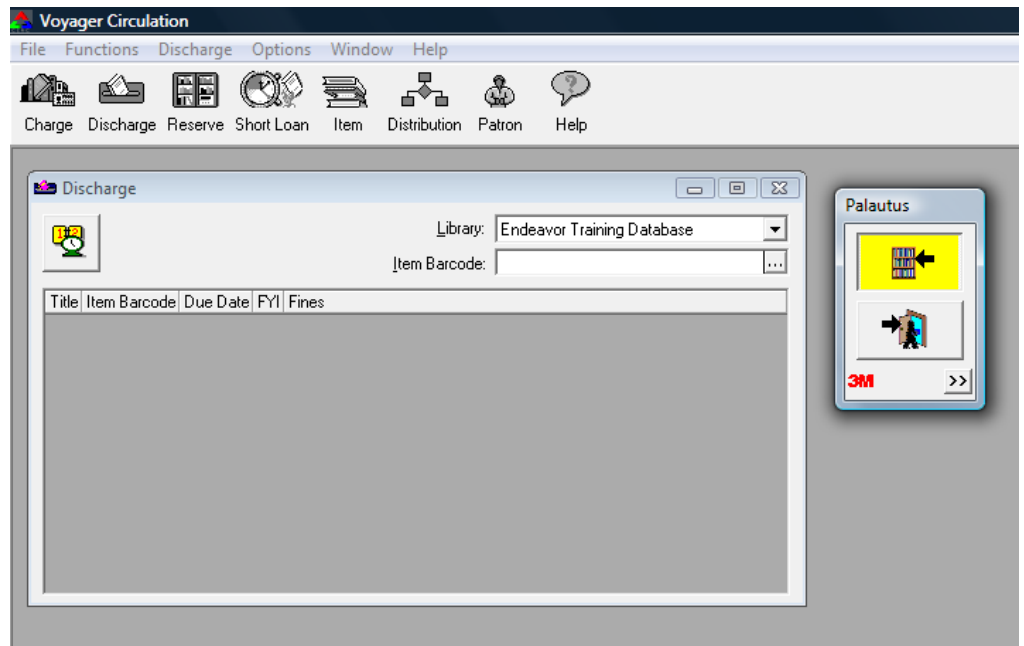 Voyager Circulation
File Functions Discharge Options Window Help
Charge Discharge Reserve Short Loan Item Distribution Patron Help
Discharge
Library: Endeavor Training Database
Item Barcode: ...
Title Item Barcode Due Date FYI Fines
Palautus
3M >>